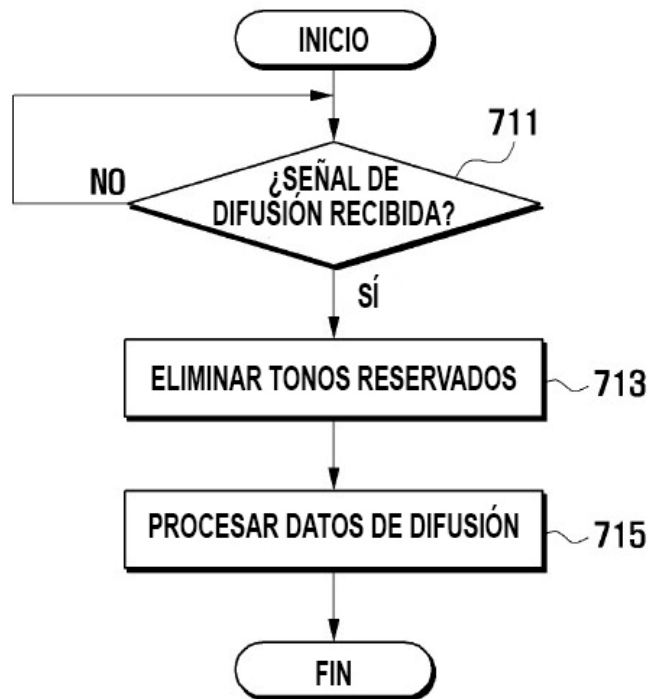 INICIO
711
¿SEÑAL DE
DIFUSIÓN RECIBIDA?
NO
SÍ
ELIMINAR TONOS RESERVADOS
713
PROCESAR DATOS DE DIFUSIÓN
715
FIN